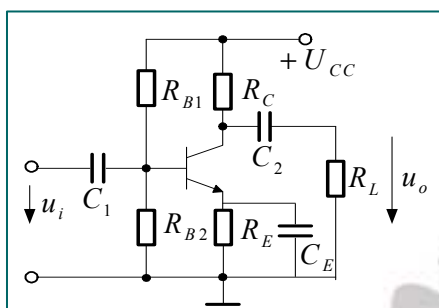 + U_CC
R_B1
R_C
C_1
C_2
R_L
u_o
u_i
R_B2
R_E
C_E